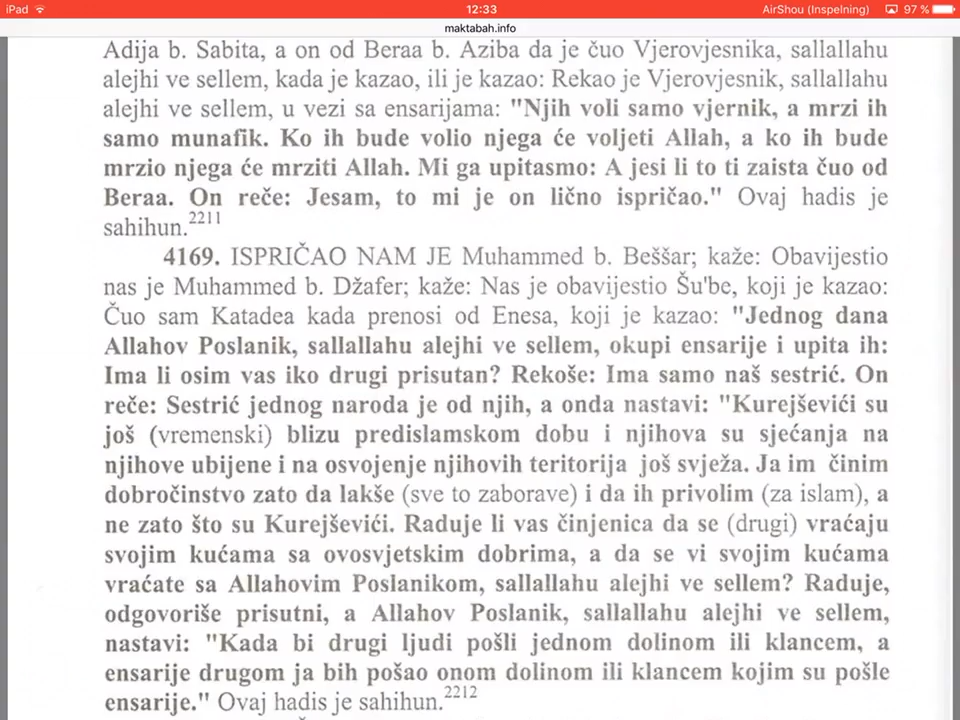 iPad 12:33 AirShou (Inspelning) 97 %
maktabah.info
Adija b. Sabita, a on od Beraa b. Aziba da je čuo Vjerovjesnika, sallallahu
alejhi ve sellem, kada je kazao, ili je kazao: Rekao je Vjerovjesnik, sallallahu
alejhi ve sellem, u vezi sa ensarijama: "Njih voli samo vjernik, a mrzi ih
samo munafik. Ko ih bude volio njega će voljeti Allah, a ko ih bude
mrzio njega će mrziti Allah. Mi ga upitasmo: A jesi li to ti zaista čuo od
Beraa. On reče: Jesam, to mi je on lično ispričao." Ovaj hadis je
sahihun.2211
4169. ISPRIČAO NAM JE Muhammed b. Beššar; kaže: Obavijestio
nas je Muhammed b. Džafer; kaže: Nas je obavijestio Šu'be, koji je kazao:
Čuo sam Katadea kada prenosi od Enesa, koji je kazao: "Jednog dana
Allahov Poslanik, sallallahu alejhi ve sellem, okupi ensarije i upita ih:
Ima li osim vas iko drugi prisutan? Rekoše: Ima samo naš sestrić. On
reče: Sestrić jednog naroda je od njih, a onda nastavi: "Kurejševići su
još (vremenski) blizu predislamskom dobu i njihova su sjećanja na
njihove ubijene i na osvojenje njihovih teritorija još svježa. Ja im činim
dobročinstvo zato da lakše (sve to zaborave) i da ih privolim (za islam), a
ne zato što su Kurejševići. Raduje li vas činjenica da se (drugi) vraćaju
svojim kućama sa ovosvjetskim dobrima, a da se vi svojim kućama
vraćate sa Allahovim Poslanikom, sallallahu alejhi ve sellem? Raduje,
odgovoriše prisutni, a Allahov Poslanik, sallallahu alejhi ve sellem,
nastavi: "Kada bi drugi ljudi pošli jednom dolinom ili klancem, a
ensarije drugom ja bih pošao onom dolinom ili klancem kojim su pošle
ensarije." Ovaj hadis je sahihun.2212